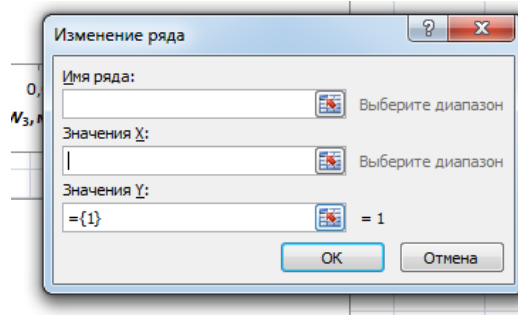 Изменение ряда
Имя ряда:
Выберите диапазон
Значения X:
Выберите диапазон
Значения Y:
={1}
= 1
ОК
Отмена
0,
W3,